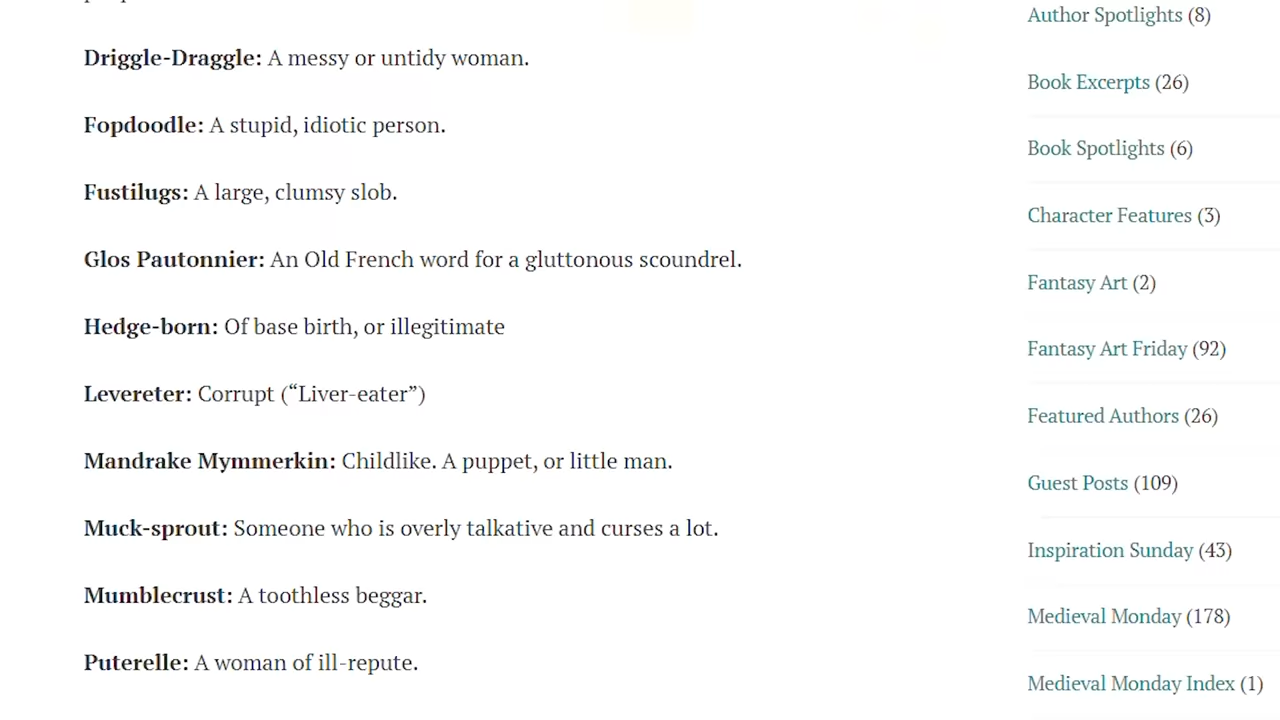 Driggle-Draggle: A messy or untidy woman.
Fopdoodle: A stupid, idiotic person.
Fustilugs: A large, clumsy slob.
Glos Pautonnier: An Old French word for a gluttonous scoundrel.
Hedge-born: Of base birth, or illegitimate
Levereter: Corrupt (“Liver-eater”)
Mandrake Mymmerkin: Childlike. A puppet, or little man.
Muck-sprout: Someone who is overly talkative and curses a lot.
Mumblecrust: A toothless beggar.
Puterelle: A woman of ill-repute.
Author Spotlights (8)
Book Excerpts (26)
Book Spotlights (6)
Character Features (3)
Fantasy Art (2)
Fantasy Art Friday (92)
Featured Authors (26)
Guest Posts (109)
Inspiration Sunday (43)
Medieval Monday (178)
Medieval Monday Index (1)